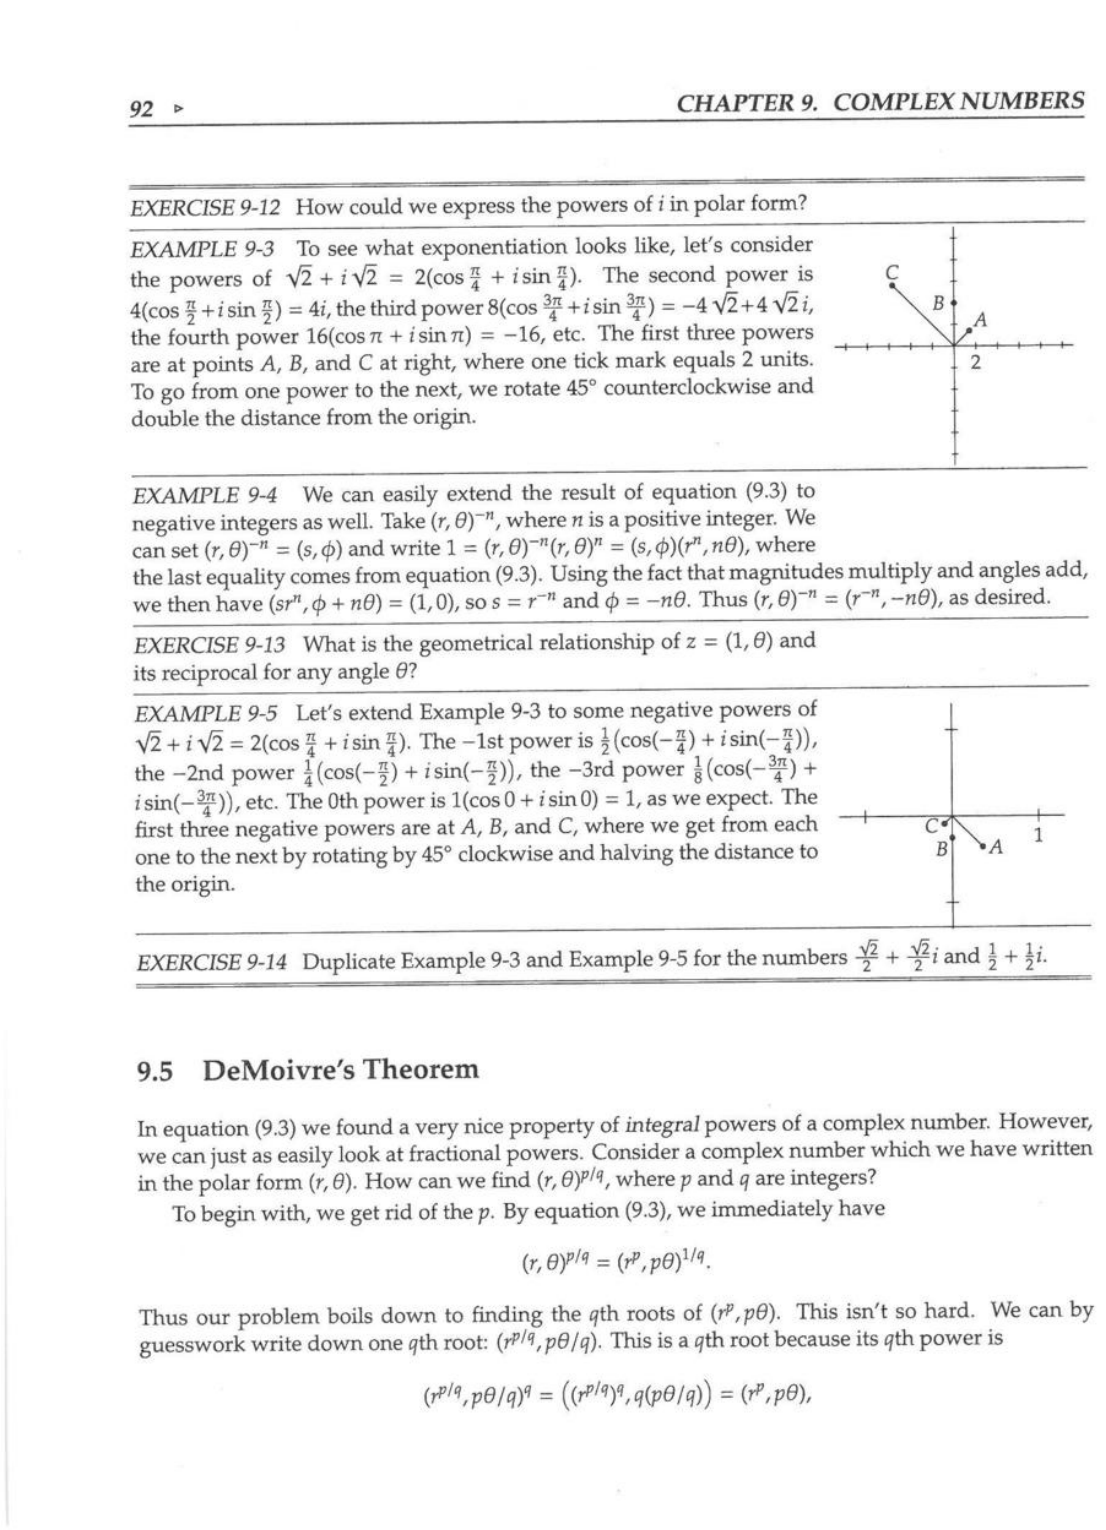 92 ▹ CHAPTER 9. COMPLEX NUMBERS
EXERCISE 9-12 How could we express the powers of i in polar form?
EXAMPLE 9-3 To see what exponentiation looks like, let's consider
the powers of √2 + i√2 = 2(cos π/4 + i sin π/4). The second power is
4(cos π/2 + i sin π/2) = 4i, the third power 8(cos 3π/4 + i sin 3π/4) = −4√2+4√2i,
the fourth power 16(cos π + i sin π) = −16, etc. The first three powers
are at points A, B, and C at right, where one tick mark equals 2 units.
To go from one power to the next, we rotate 45° counterclockwise and
double the distance from the origin.
C
B
A
2
EXAMPLE 9-4 We can easily extend the result of equation (9.3) to
negative integers as well. Take (r, θ)⁻ⁿ, where n is a positive integer. We
can set (r, θ)⁻ⁿ = (s, ϕ) and write 1 = (r, θ)⁻ⁿ(r, θ)ⁿ = (s, ϕ)(rⁿ, nθ), where
the last equality comes from equation (9.3). Using the fact that magnitudes multiply and angles add,
we then have (srⁿ, ϕ + nθ) = (1, 0), so s = r⁻ⁿ and ϕ = −nθ. Thus (r, θ)⁻ⁿ = (r⁻ⁿ, −nθ), as desired.
EXERCISE 9-13 What is the geometrical relationship of z = (1, θ) and
its reciprocal for any angle θ?
EXAMPLE 9-5 Let's extend Example 9-3 to some negative powers of
√2 + i√2 = 2(cos π/4 + i sin π/4). The −1st power is 1/2(cos(−π/4) + i sin(−π/4)),
the −2nd power 1/4(cos(−π/2) + i sin(−π/2)), the −3rd power 1/8(cos(−3π/4) +
i sin(−3π/4)), etc. The 0th power is 1(cos 0 + i sin 0) = 1, as we expect. The
first three negative powers are at A, B, and C, where we get from each
one to the next by rotating by 45° clockwise and halving the distance to
the origin.
C
B
A
1
EXERCISE 9-14 Duplicate Example 9-3 and Example 9-5 for the numbers √2/2 + √2/2 i and 1/2 + 1/2 i.
9.5 DeMoivre's Theorem
In equation (9.3) we found a very nice property of integral powers of a complex number. However,
we can just as easily look at fractional powers. Consider a complex number which we have written
in the polar form (r, θ). How can we find (r, θ)^{p/q}, where p and q are integers?
To begin with, we get rid of the p. By equation (9.3), we immediately have
(r, θ)^{p/q} = (r^p, pθ)^{1/q}.
Thus our problem boils down to finding the qth roots of (r^p, pθ). This isn't so hard. We can by
guesswork write down one qth root: (r^{p/q}, pθ/q). This is a qth root because its qth power is
(r^{p/q}, pθ/q)^q = ((r^{p/q})^q, q(pθ/q)) = (r^p, pθ),